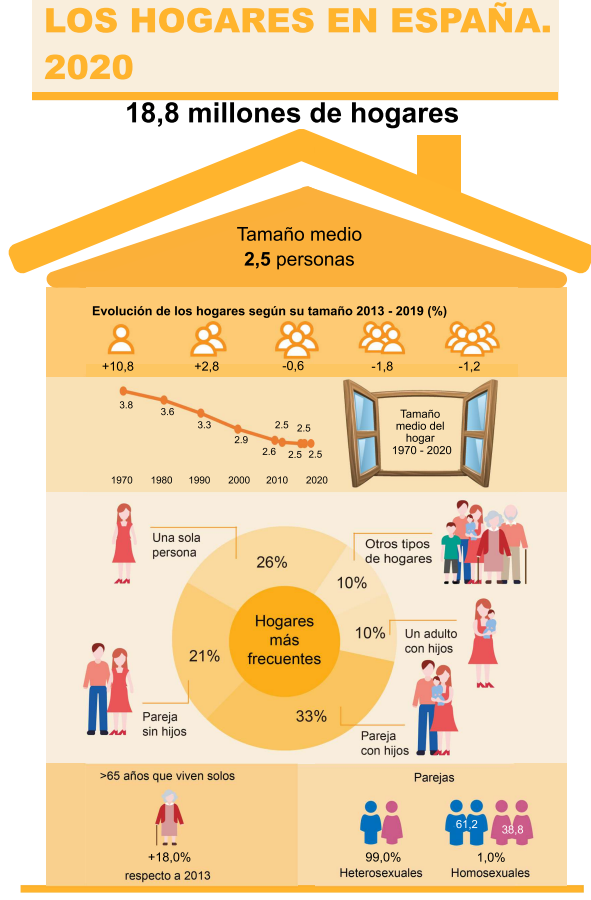 LOS HOGARES EN ESPAÑA.
2020
18,8 millones de hogares
Tamaño medio
2,5 personas
Evolución de los hogares según su tamaño 2013 - 2019 (%)
+10,8
+2,8
-0,6
-1,8
-1,2
3.8
3.6
3.3
2.9
2.6
2.5
2.5
2.5
2.5
1970
1980
1990
2000
2010
2020
Tamaño
medio del
hogar
1970 - 2020
Una sola
persona
26%
Otros tipos
de hogares
10%
Hogares
más
frecuentes
10%
Un adulto
con hijos
21%
Pareja
sin hijos
33%
Pareja
con hijos
>65 años que viven solos
+18,0%
respecto a 2013
Parejas
61,2
38,8
99,0%
Heterosexuales
1,0%
Homosexuales